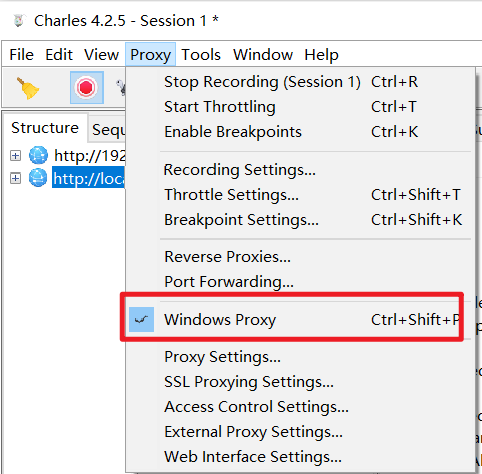 Charles 4.2.5 - Session 1 *
File Edit View Proxy Tools Window Help
Structure Sequ
http://192
http://loca
Stop Recording (Session 1) Ctrl+R
Start Throttling Ctrl+T
Enable Breakpoints Ctrl+K
Recording Settings...
Throttle Settings... Ctrl+Shift+T
Breakpoint Settings... Ctrl+Shift+K
Reverse Proxies...
Port Forwarding...
Windows Proxy Ctrl+Shift+P
Proxy Settings...
SSL Proxying Settings...
Access Control Settings...
External Proxy Settings...
Web Interface Settings...